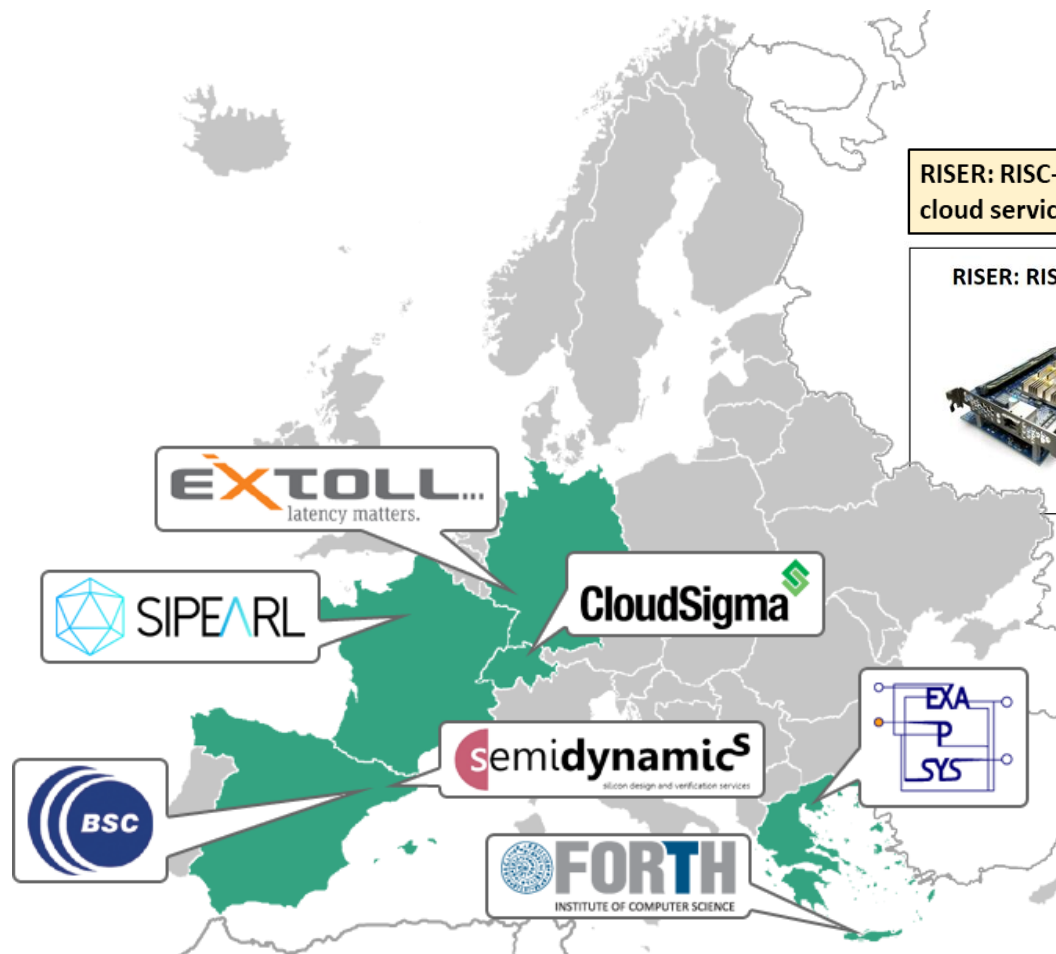 RISER: RISC-
cloud servic
RISER: RIS
EXTOLL...
latency matters.
CloudSigma
SIPEARL
EXA
P
SYS
semidynamics
silicon design and verification services
BSC
FORTH
INSTITUTE OF COMPUTER SCIENCE